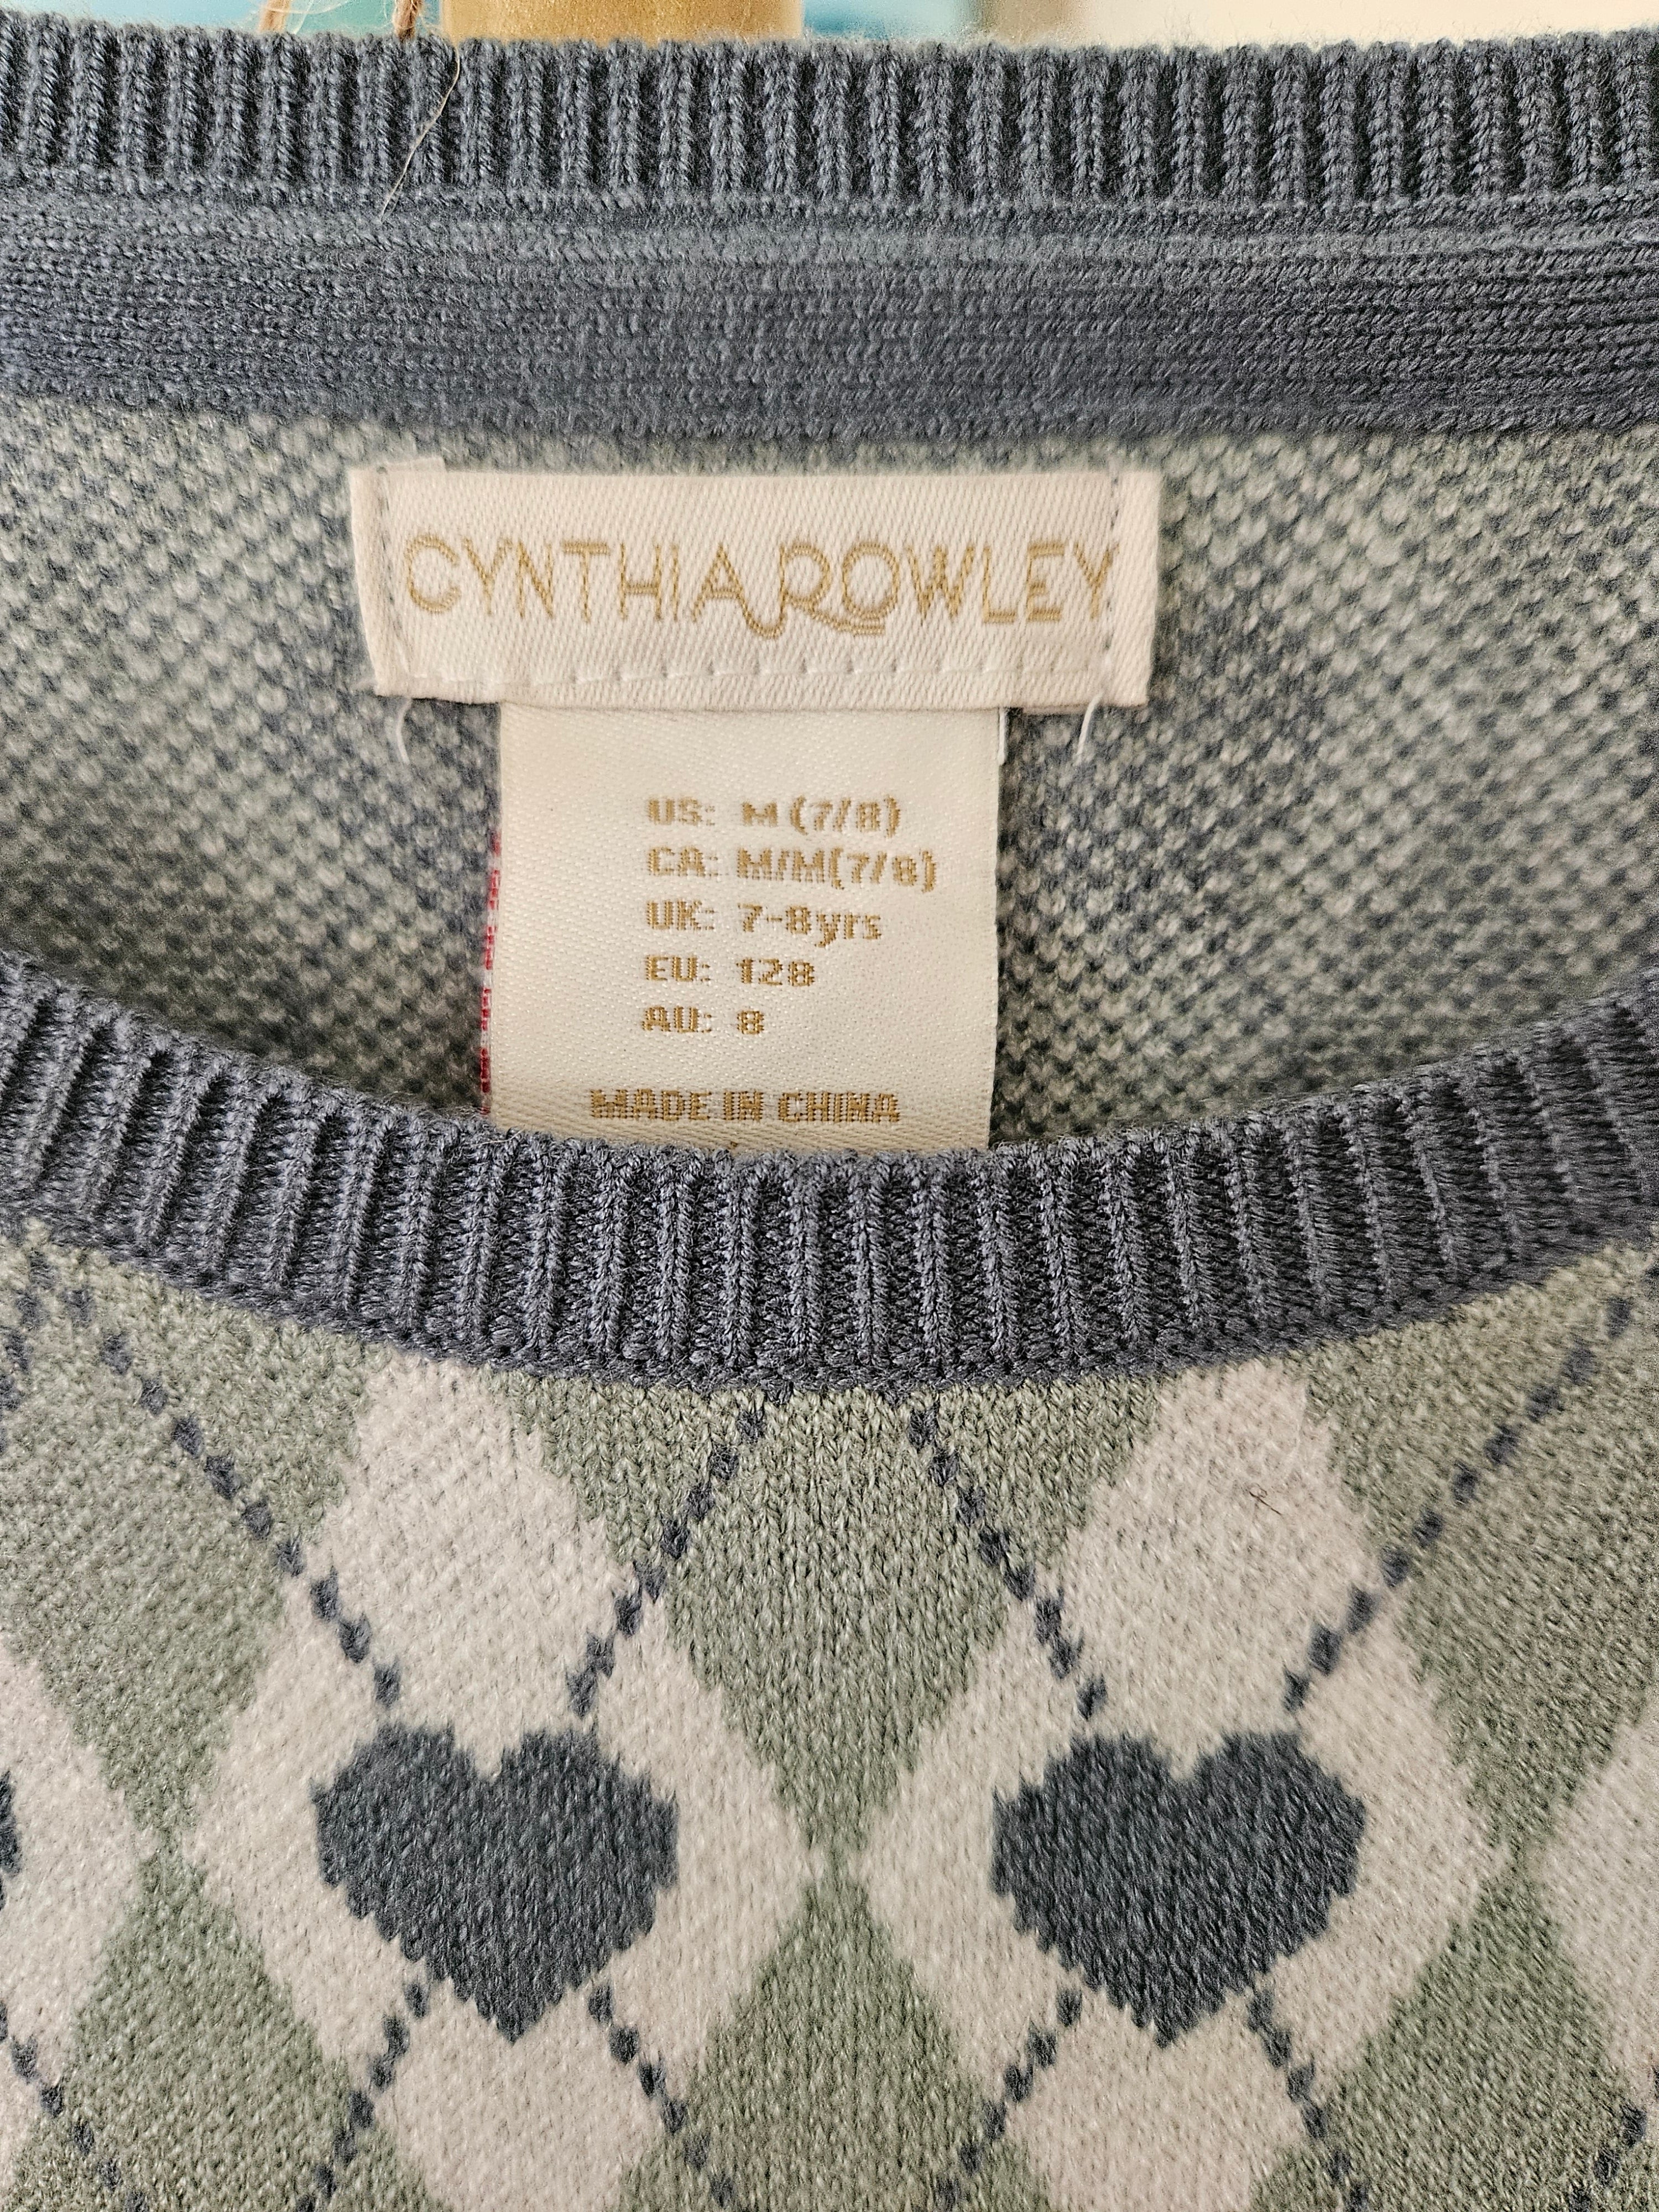 CYNTHIA ROWLEY
US: M (7/8)
CA: M/M(7/8)
UK: 7-8yrs
EU: 128
AU: 8
MADE IN CHINA